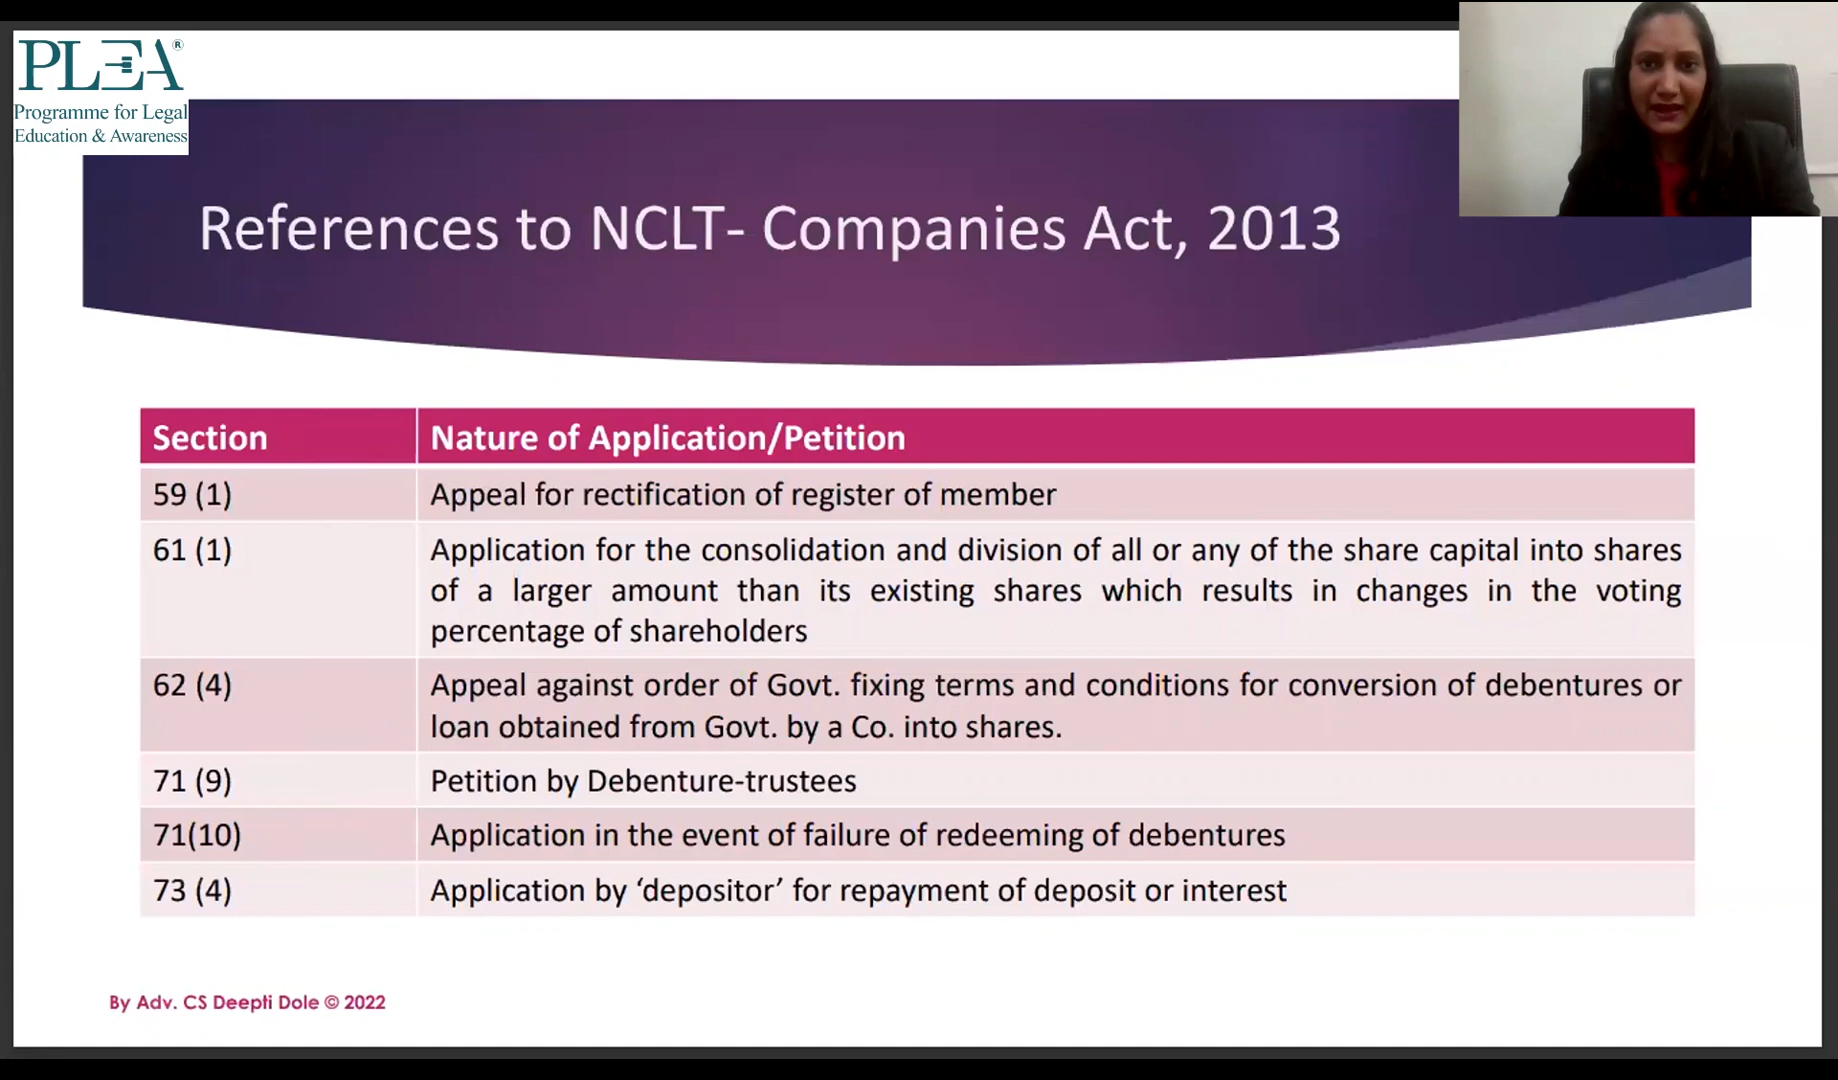 PLEA®
Programme for Legal
Education & Awareness
References to NCLT- Companies Act, 2013
Section
Nature of Application/Petition
59 (1)
Appeal for rectification of register of member
61 (1)
Application for the consolidation and division of all or any of the share capital into shares
of a larger amount than its existing shares which results in changes in the voting
percentage of shareholders
62 (4)
Appeal against order of Govt. fixing terms and conditions for conversion of debentures or
loan obtained from Govt. by a Co. into shares.
71 (9)
Petition by Debenture-trustees
71(10)
Application in the event of failure of redeeming of debentures
73 (4)
Application by ‘depositor’ for repayment of deposit or interest
By Adv. CS Deepti Dole © 2022